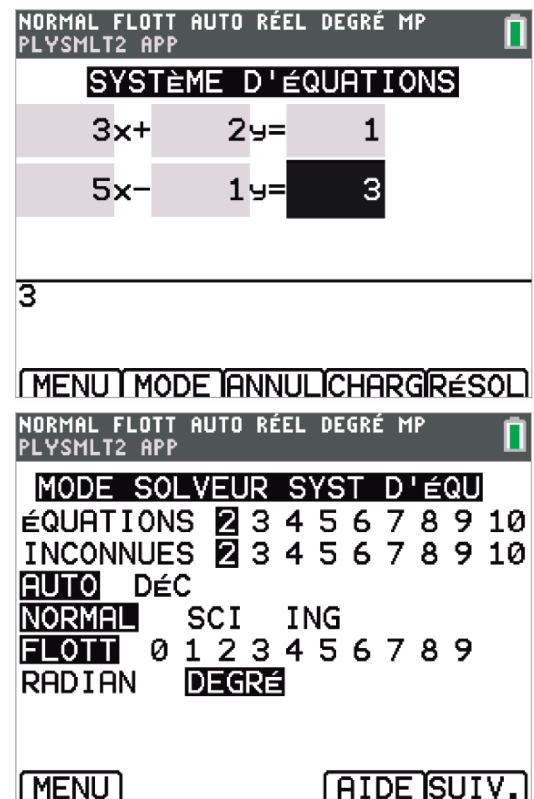 NORMAL FLOTT AUTO RÉEL DEGRÉ MP
PLYSMLT2 APP
SYSTÈME D'ÉQUATIONS
3x+ 2y= 1
5x− 1y= 3
3
MENU MODE ANNUL CHARG RÉSOL
NORMAL FLOTT AUTO RÉEL DEGRÉ MP
PLYSMLT2 APP
MODE SOLVEUR SYST D'ÉQU
ÉQUATIONS 2 3 4 5 6 7 8 9 10
INCONNUES 2 3 4 5 6 7 8 9 10
AUTO DÉC
NORMAL SCI ING
FLOTT 0 1 2 3 4 5 6 7 8 9
RADIAN DEGRÉ
MENU AIDE SUIV.